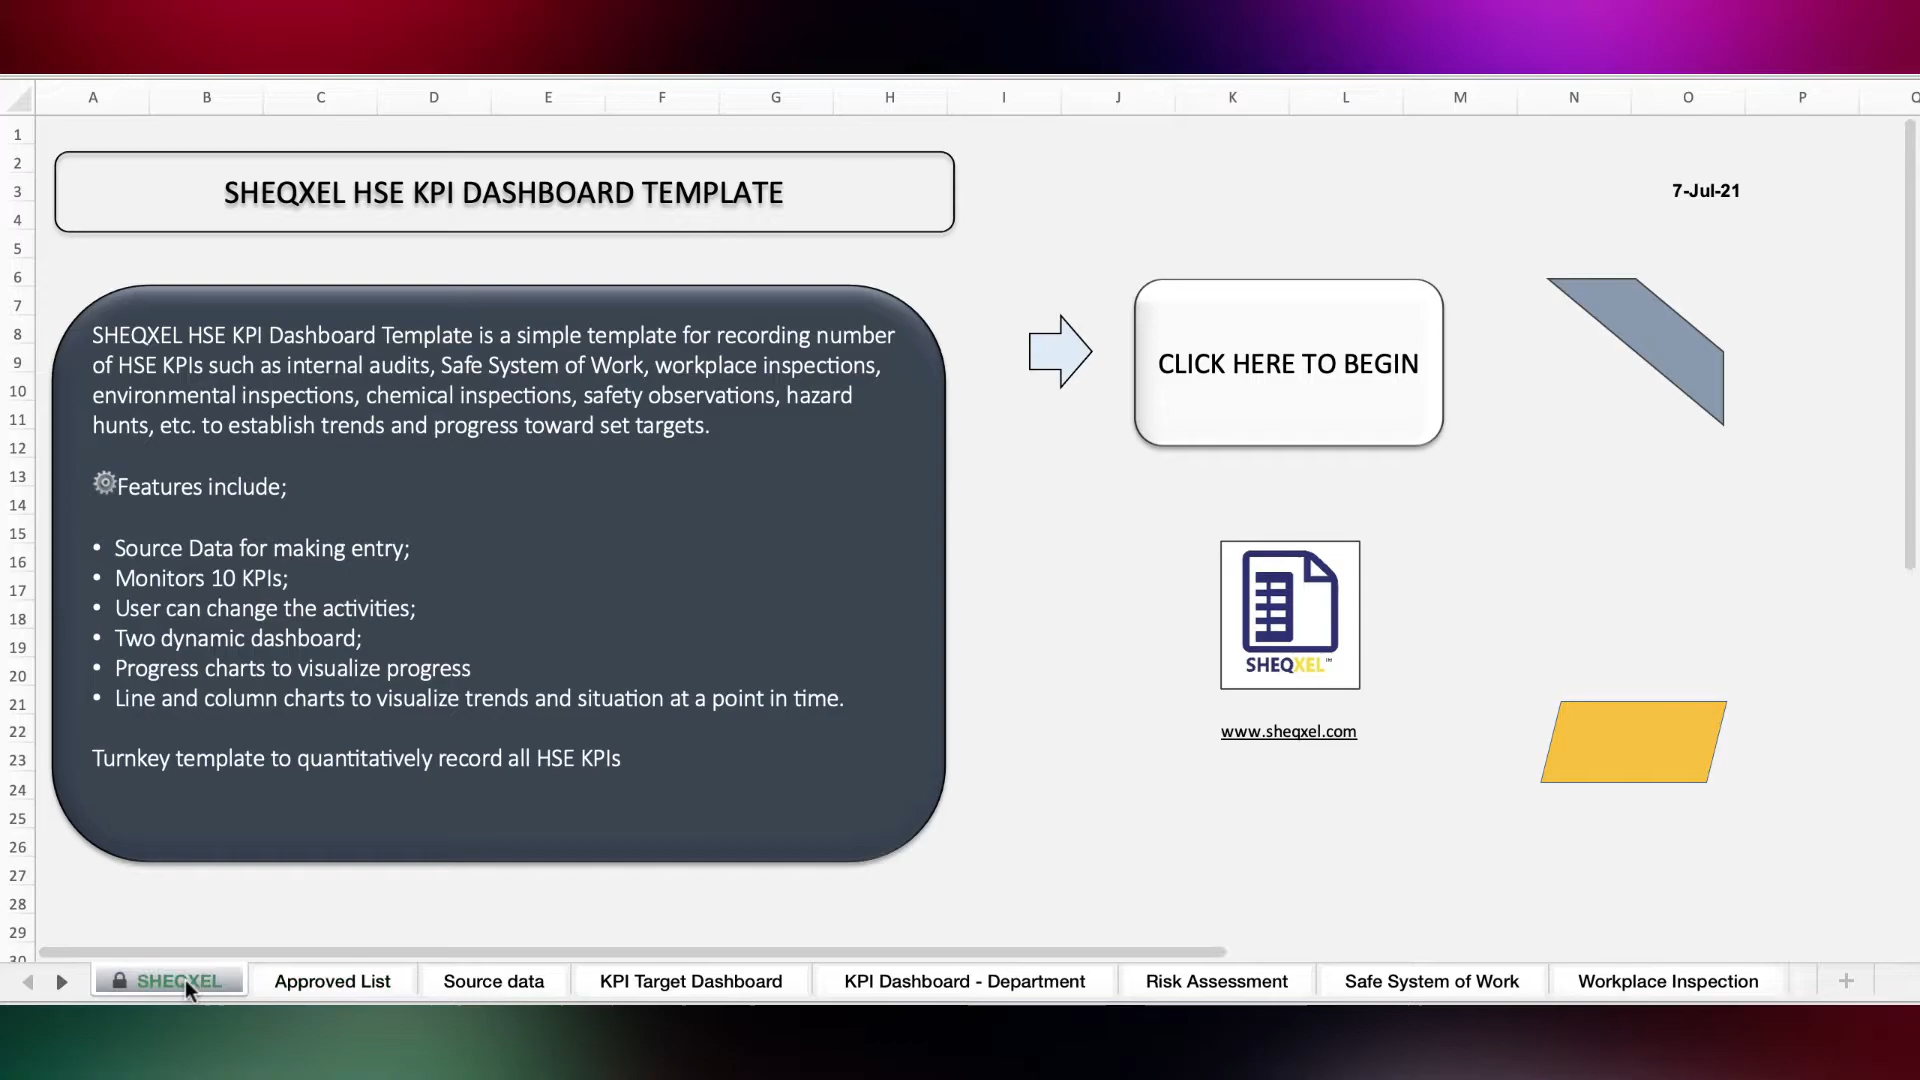 A B C D E F G H I J K L M N O P Q
1
2
3
4
5
6
7
8
9
10
11
12
13
14
15
16
17
18
19
20
21
22
23
24
25
26
27
28
29
30
SHEQXEL HSE KPI DASHBOARD TEMPLATE
7-Jul-21
SHEQXEL HSE KPI Dashboard Template is a simple template for recording number
of HSE KPIs such as internal audits, Safe System of Work, workplace inspections,
environmental inspections, chemical inspections, safety observations, hazard
hunts, etc. to establish trends and progress toward set targets.
Features include;
• Source Data for making entry;
• Monitors 10 KPIs;
• User can change the activities;
• Two dynamic dashboard;
• Progress charts to visualize progress
• Line and column charts to visualize trends and situation at a point in time.
Turnkey template to quantitatively record all HSE KPIs
CLICK HERE TO BEGIN
SHEQXEL™
www.sheqxel.com
SHEQXEL Approved List Source data KPI Target Dashboard KPI Dashboard - Department Risk Assessment Safe System of Work Workplace Inspection